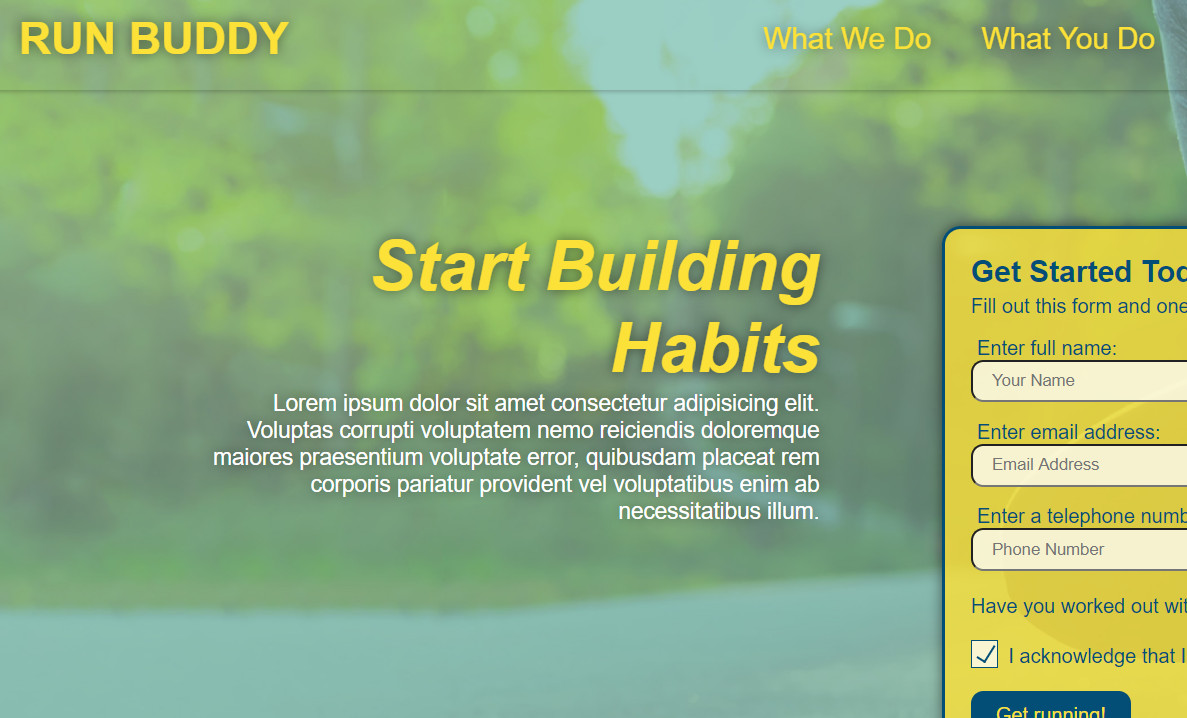 RUN BUDDY
What We Do
What You Do
Start Building
Habits
Lorem ipsum dolor sit amet consectetur adipisicing elit.
Voluptas corrupti voluptatem nemo reiciendis doloremque
maiores praesentium voluptate error, quibusdam placeat rem
corporis pariatur provident vel voluptatibus enim ab
necessitatibus illum.
Get Started Tod
Fill out this form and one
Enter full name:
Your Name
Enter email address:
Email Address
Enter a telephone numb
Phone Number
Have you worked out wit
I acknowledge that I
Get running!